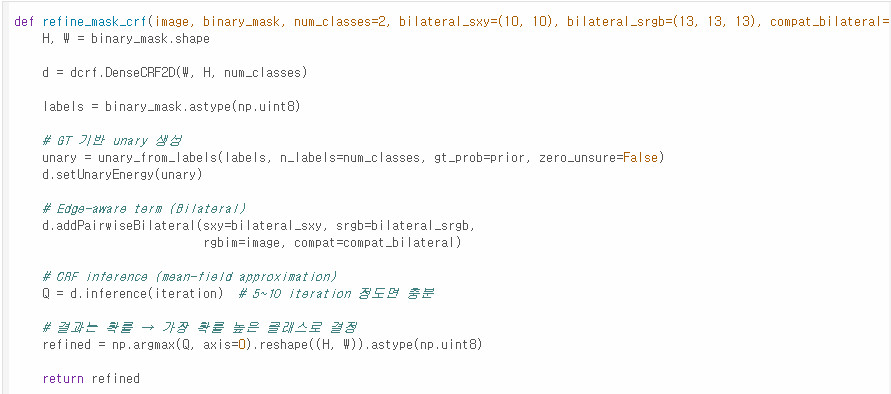 def refine_mask_crf(image, binary_mask, num_classes=2, bilateral_sxy=(10, 10), bilateral_srgb=(13, 13, 13), compat_bilateral=
    H, W = binary_mask.shape
    d = dcrf.DenseCRF2D(W, H, num_classes)
    labels = binary_mask.astype(np.uint8)
    # GT 기반 unary 생성
    unary = unary_from_labels(labels, n_labels=num_classes, gt_prob=prior, zero_unsure=False)
    d.setUnaryEnergy(unary)
    # Edge-aware term (Bilateral)
    d.addPairwiseBilateral(sxy=bilateral_sxy, srgb=bilateral_srgb,
                           rgbim=image, compat=compat_bilateral)
    # CRF inference (mean-field approximation)
    Q = d.inference(iteration)  # 5~10 iteration 정도면 충분
    # 결과는 확률 → 가장 확률 높은 클래스로 결정
    refined = np.argmax(Q, axis=0).reshape((H, W)).astype(np.uint8)
    return refined